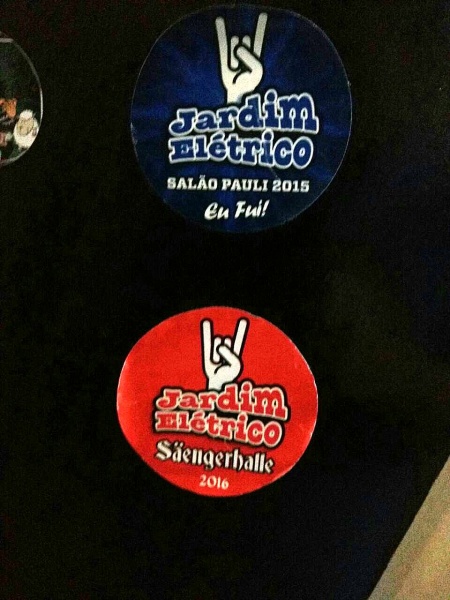 Jardim
Elétrico
SALÃO PAULI 2015
Eu Fui!
Jardim
Elétrico
Säengerhalle
2016